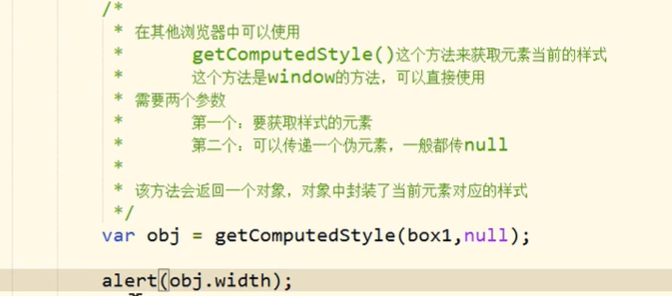 /*
* 在其他浏览器中可以使用
* getComputedStyle()这个方法来获取元素当前的样式
* 这个方法是window的方法，可以直接使用
* 需要两个参数
* 第一个：要获取样式的元素
* 第二个：可以传递一个伪元素，一般都传null
*
* 该方法会返回一个对象，对象中封装了当前元素对应的样式
*/
var obj = getComputedStyle(box1,null);
alert(obj.width);